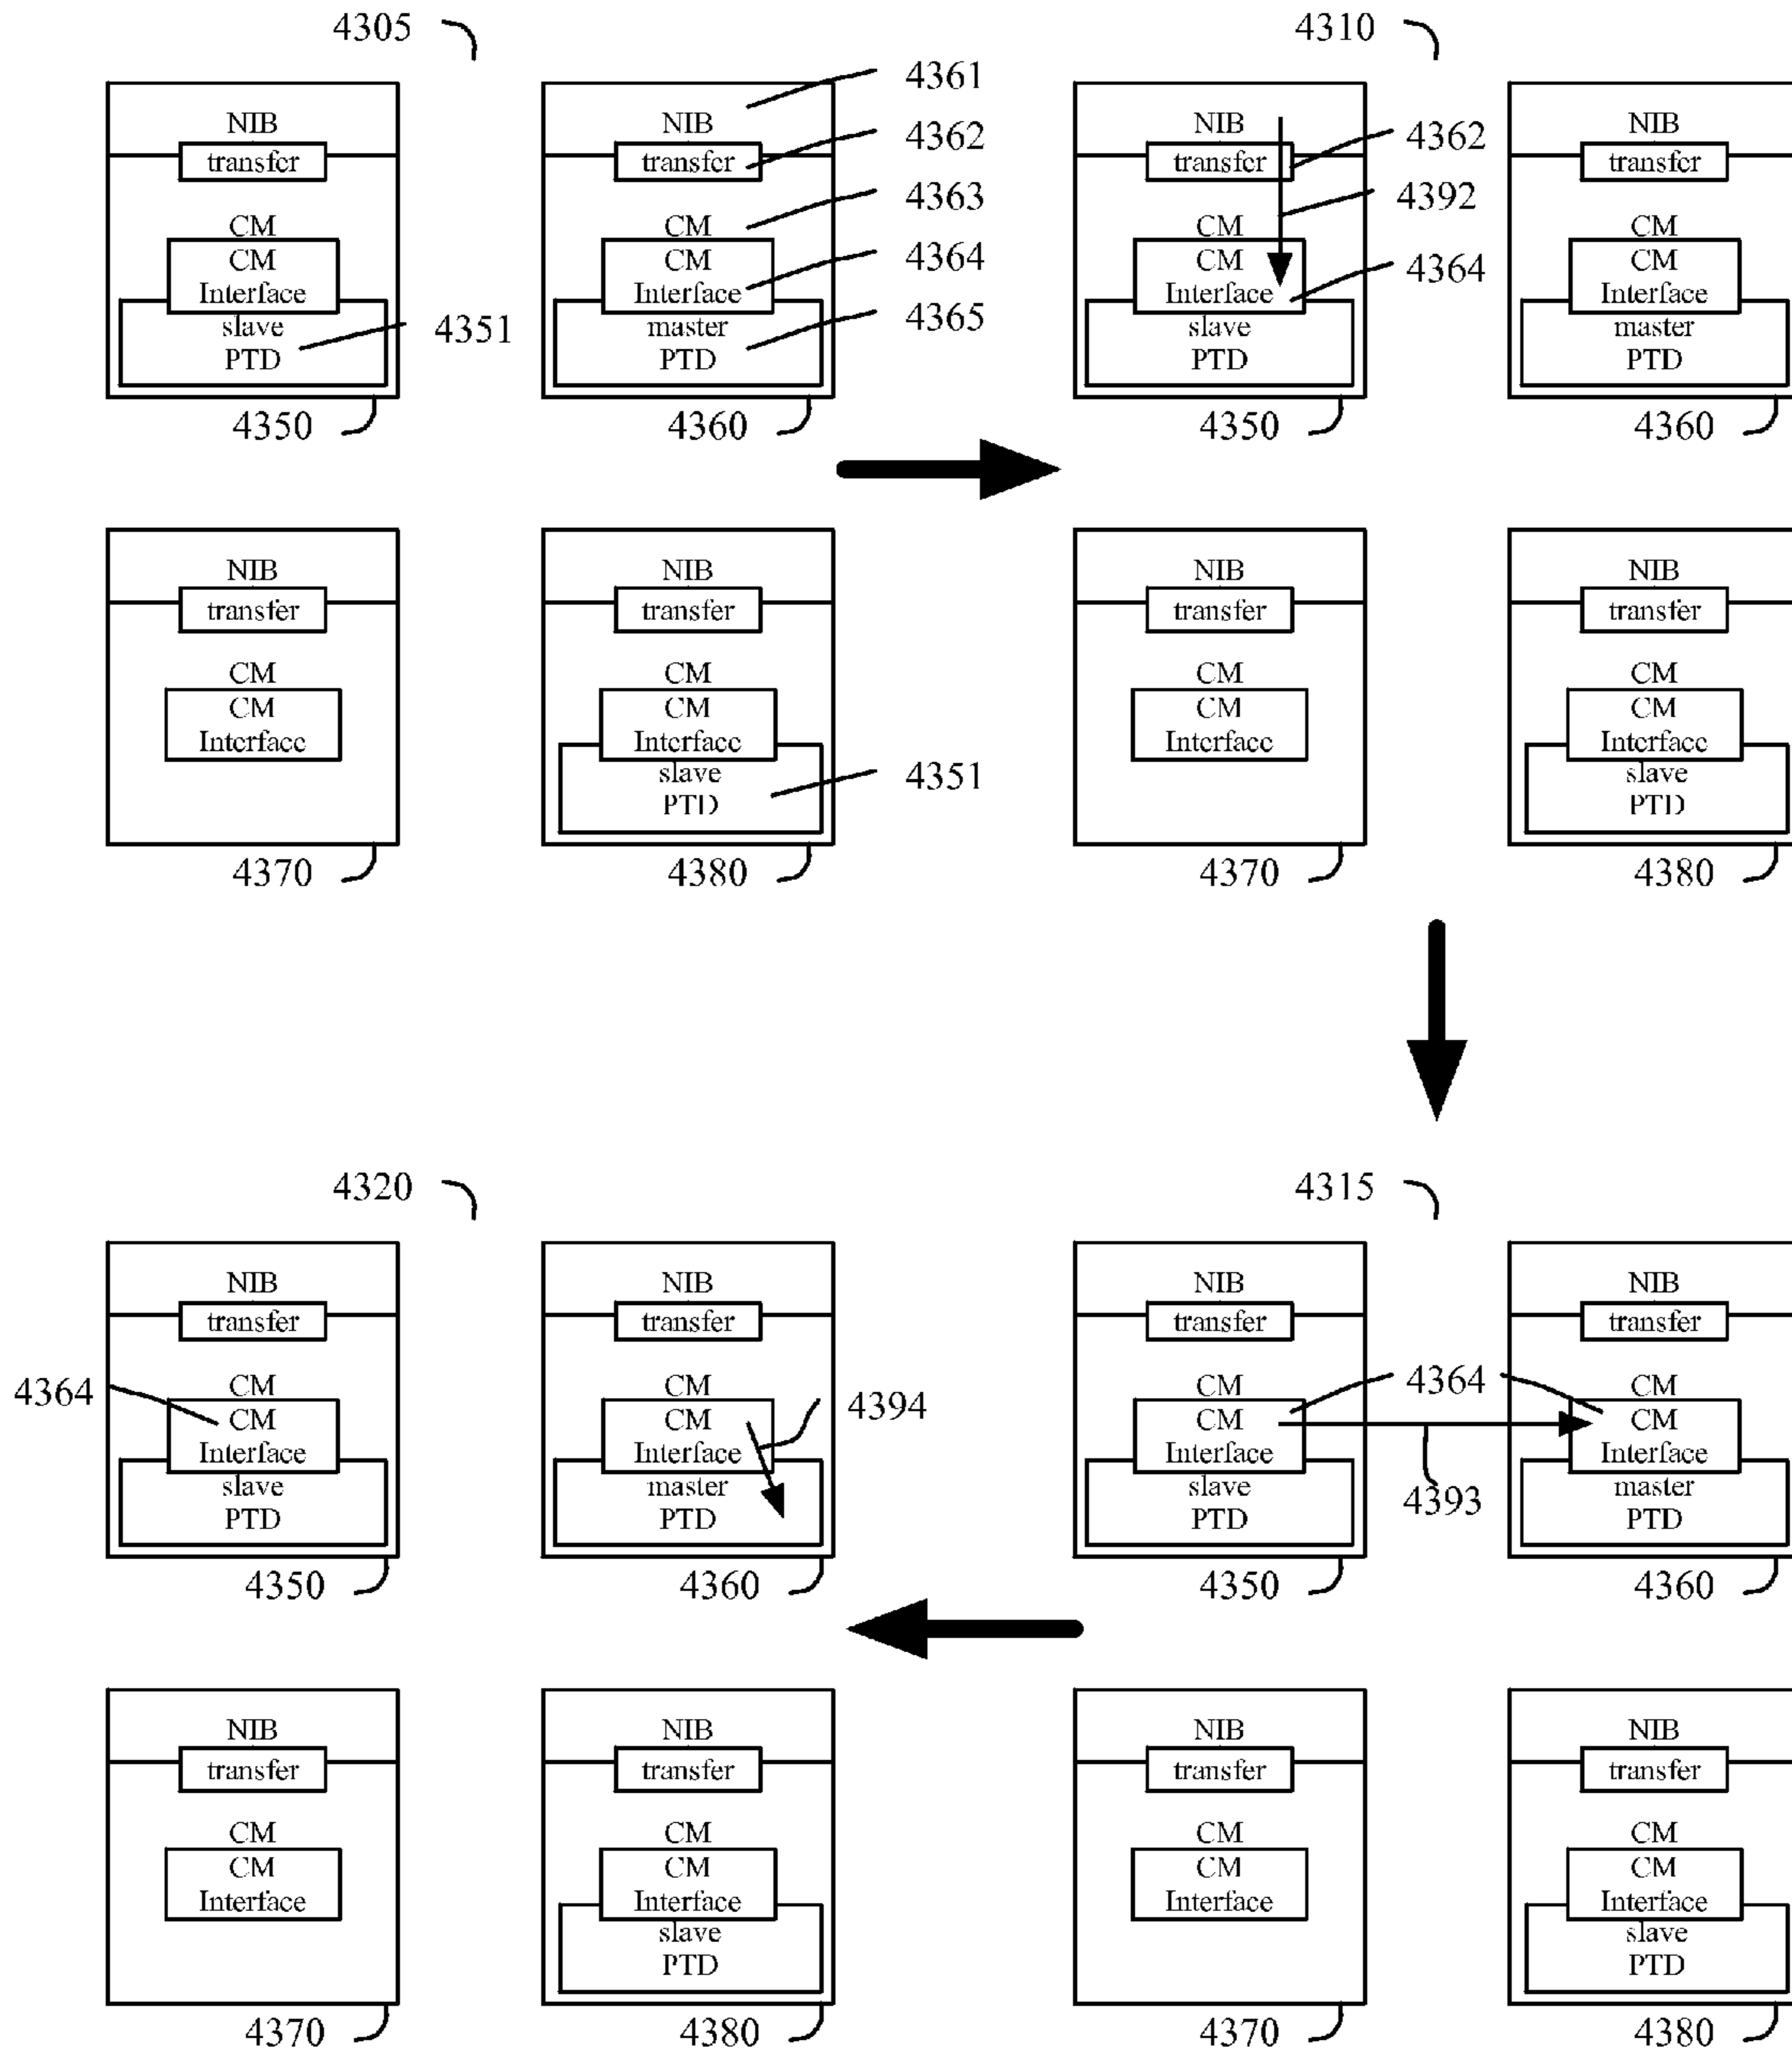 4305
4310
NIB
transfer
CM
CM
Interface
slave
PTD
4351
4350
NIB
transfer
CM
CM
Interface
master
PTD
4361
4362
4363
4364
4365
4360
NIB
transfer
CM
CM
Interface
slave
PTD
4362
4392
4364
4350
NIB
transfer
CM
CM
Interface
master
PTD
4360
NIB
transfer
CM
CM
Interface
4370
NIB
transfer
CM
CM
Interface
slave
PTD
4351
4380
NIB
transfer
CM
CM
Interface
4370
NIB
transfer
CM
CM
Interface
slave
PTD
4380
4320
4315
NIB
transfer
4364
CM
CM
Interface
slave
PTD
4350
NIB
transfer
CM
CM
Interface
master
PTD
4394
4360
NIB
transfer
CM
CM
Interface
slave
PTD
4364
4393
4350
NIB
transfer
CM
CM
Interface
master
PTD
4360
NIB
transfer
CM
CM
Interface
4370
NIB
transfer
CM
CM
Interface
slave
PTD
4380
NIB
transfer
CM
CM
Interface
4370
NIB
transfer
CM
CM
Interface
slave
PTD
4380